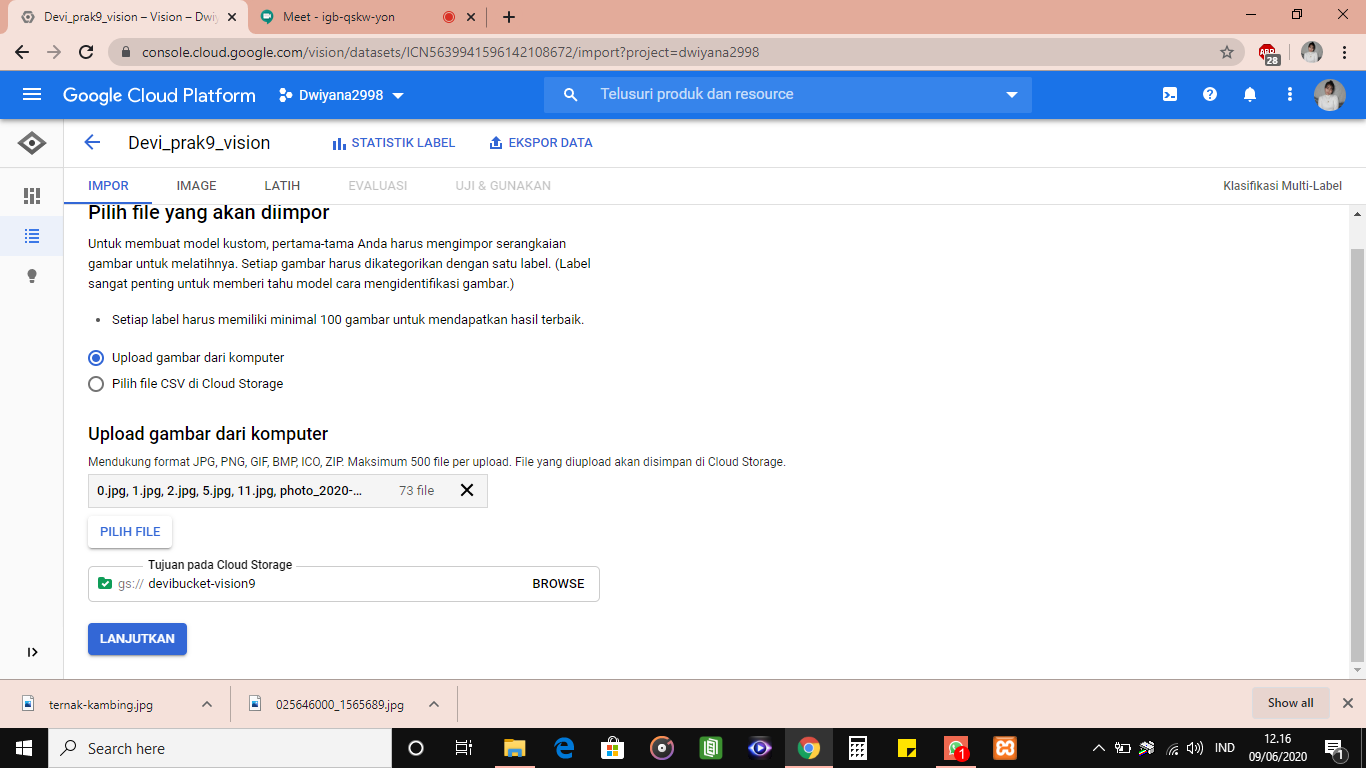 Devi_prak9_vision – Vision – Dwiy
Meet - igb-qskw-yon
console.cloud.google.com/vision/datasets/ICN5639941596142108672/import?project=dwiyana2998
ABP
28
Google Cloud Platform
Dwiyana2998
Telusuri produk dan resource
Devi_prak9_vision
STATISTIK LABEL
EKSPOR DATA
IMPOR
IMAGE
LATIH
EVALUASI
UJI & GUNAKAN
Klasifikasi Multi-Label
Pilih file yang akan diimpor
Untuk membuat model kustom, pertama-tama Anda harus mengimpor serangkaian
gambar untuk melatihnya. Setiap gambar harus dikategorikan dengan satu label. (Label
sangat penting untuk memberi tahu model cara mengidentifikasi gambar.)
• Setiap label harus memiliki minimal 100 gambar untuk mendapatkan hasil terbaik.
Upload gambar dari komputer
Pilih file CSV di Cloud Storage
Upload gambar dari komputer
Mendukung format JPG, PNG, GIF, BMP, ICO, ZIP. Maksimum 500 file per upload. File yang diupload akan disimpan di Cloud Storage.
0.jpg, 1.jpg, 2.jpg, 5.jpg, 11.jpg, photo_2020-...
73 file
PILIH FILE
Tujuan pada Cloud Storage
gs:// devibucket-vision9
BROWSE
LANJUTKAN
ternak-kambing.jpg
025646000_1565689.jpg
Show all
Search here
1
IND
12.16
09/06/2020
1